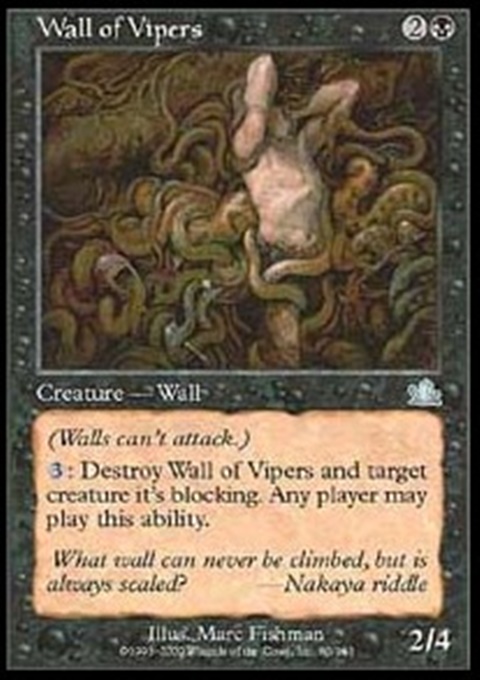 Wall of Vipers 2
Creature — Wall
(Walls can't attack.)
3: Destroy Wall of Vipers and target
creature it's blocking. Any player may
play this ability.
What wall can never be climbed, but is
always scaled? —Nakaya riddle
Illus. Marc Fishman
2/4